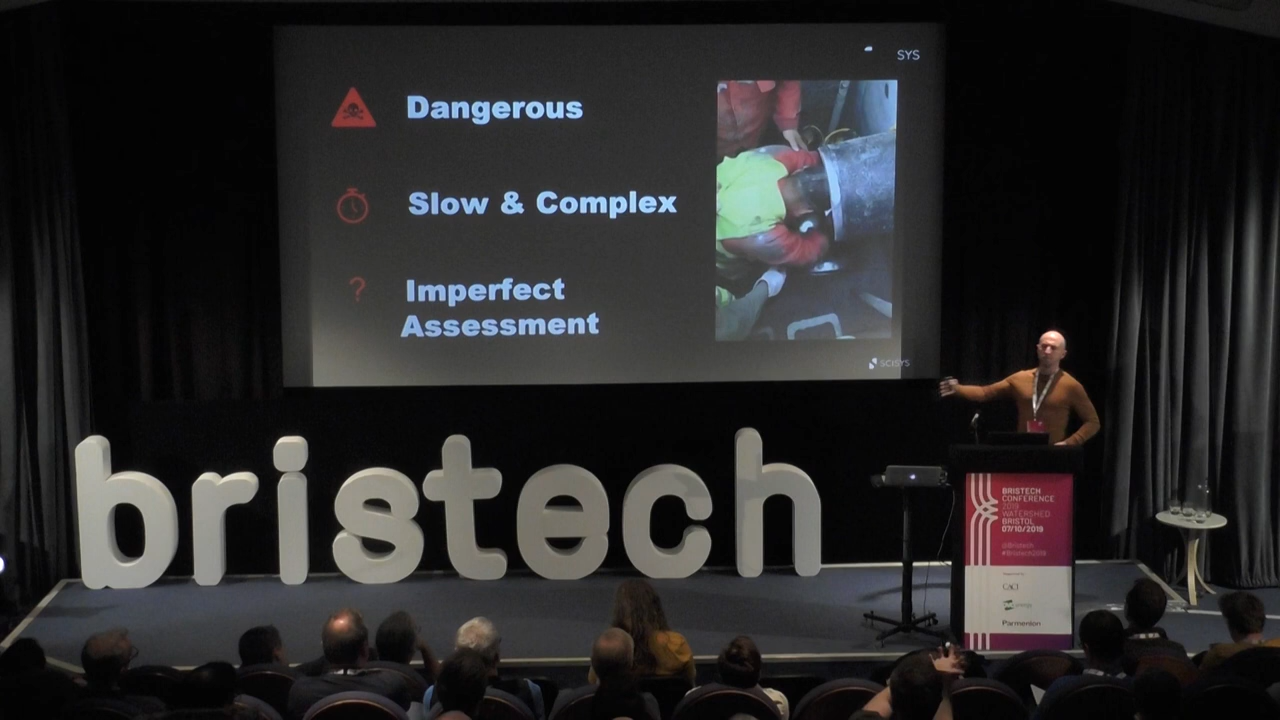 SYS
Dangerous
Slow & Complex
?
Imperfect
Assessment
SCISYS
bristech
BRISTECH
CONFERENCE
2019
WATERSHED
BRISTOL
07/10/2019
@Bristech
#Bristech2019
CACI
Parmenion